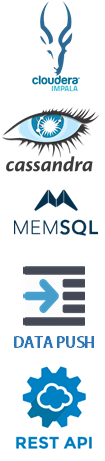 cloudera
IMPALA
cassandra
MEMSQL
DATA PUSH
REST API